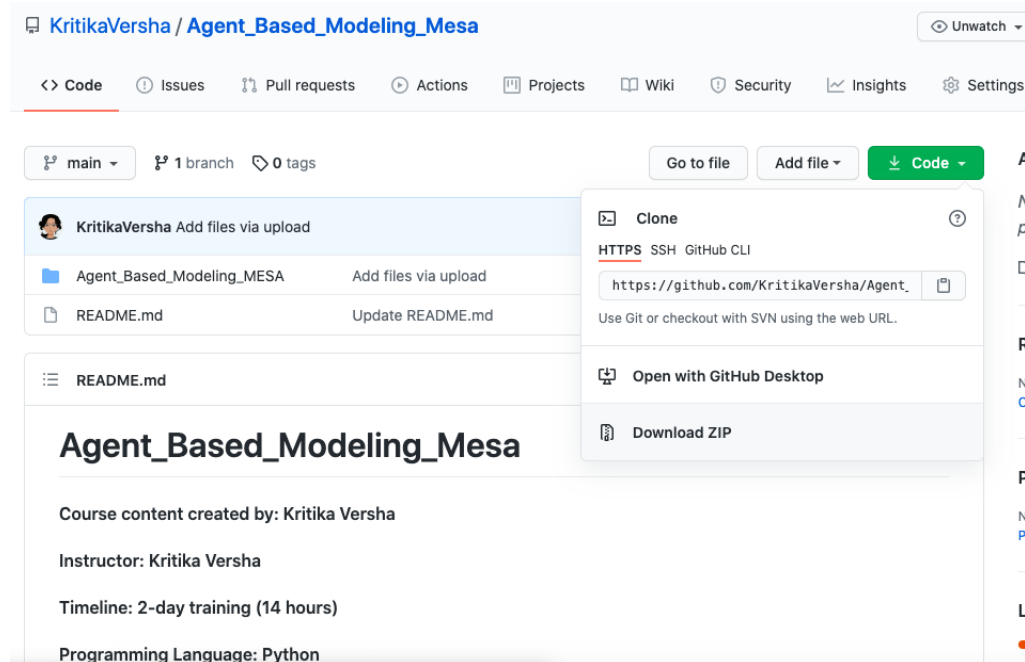 KritikaVersha / Agent_Based_Modeling_Mesa
Unwatch
Code Issues Pull requests Actions Projects Wiki Security Insights Settings
main 1 branch 0 tags Go to file Add file Code
KritikaVersha Add files via upload
Agent_Based_Modeling_MESA Add files via upload
README.md Update README.md
Clone
HTTPS SSH GitHub CLI
https://github.com/KritikaVersha/Agent_
Use Git or checkout with SVN using the web URL.
Open with GitHub Desktop
Download ZIP
README.md
Agent_Based_Modeling_Mesa
Course content created by: Kritika Versha
Instructor: Kritika Versha
Timeline: 2-day training (14 hours)
Programming Language: Python